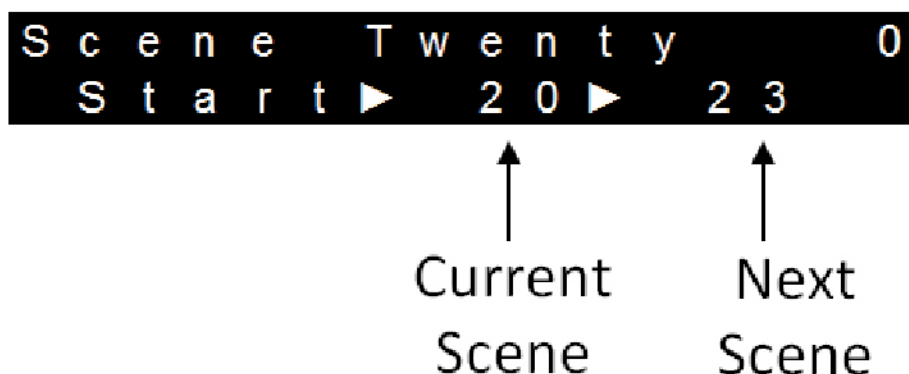 Scene Twenty 0
Start▶ 20▶ 23
Current Scene
Next Scene